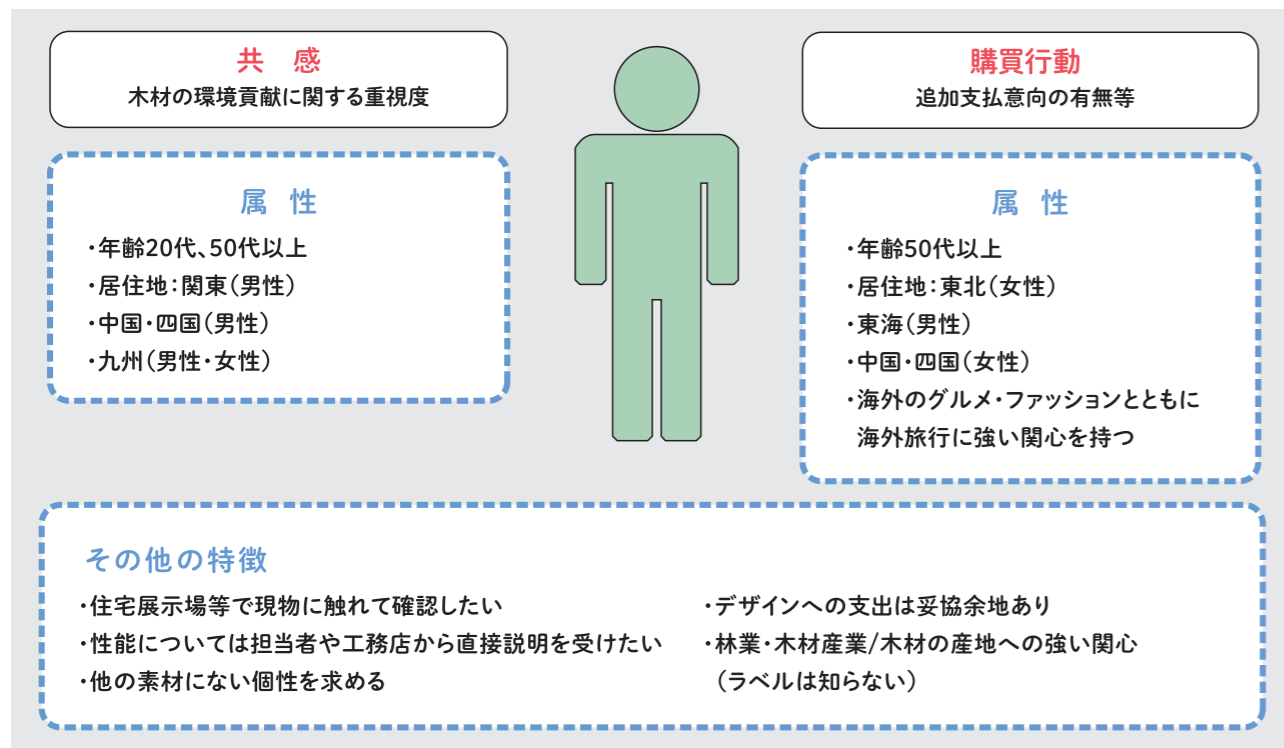 共 感
木材の環境貢献に関する重視度
属 性
・年齢20代、50代以上
・居住地：関東（男性）
・中国・四国（男性）
・九州（男性・女性）
購買行動
追加支払意向の有無等
属 性
・年齢50代以上
・居住地：東北（女性）
・東海（男性）
・中国・四国（女性）
・海外のグルメ・ファッションとともに
海外旅行に強い関心を持つ
その他の特徴
・住宅展示場等で現物に触れて確認したい
・性能については担当者や工務店から直接説明を受けたい
・他の素材にない個性を求める
・デザインへの支出は妥協余地あり
・林業・木材産業/木材の産地への強い関心
（ラベルは知らない）